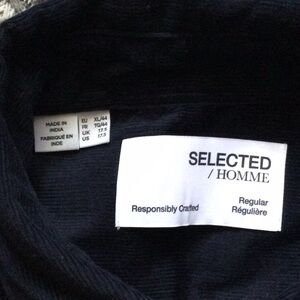 MADE IN
INDIA
FABRIQUÉ EN
INDE
EU XL/44
FR
UK 17.5
US 17.5
SELECTED
/ HOMME
Regular
Régulière
Responsibly Crafted